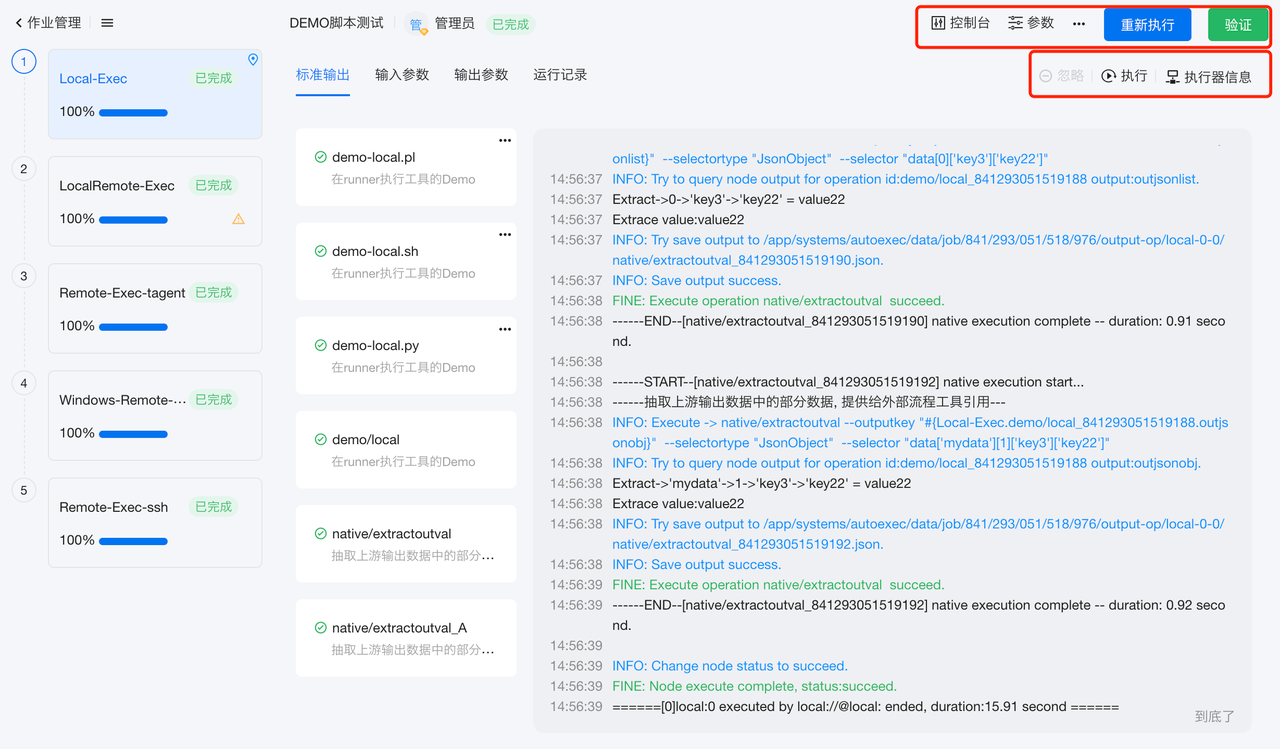 作业管理
DEMO脚本测试
管
管理员
已完成
控制台
参数
...
重新执行
验证
1
Local-Exec
已完成
100%
2
LocalRemote-Exec
已完成
100%
3
Remote-Exec-tagent
已完成
100%
4
Windows-Remote-...
已完成
100%
5
Remote-Exec-ssh
已完成
100%
标准输出
输入参数
输出参数
运行记录
忽略
执行
执行器信息
demo-local.pl
在runner执行工具的Demo
demo-local.sh
在runner执行工具的Demo
demo-local.py
在runner执行工具的Demo
demo/local
在runner执行工具的Demo
native/extractoutval
抽取上游输出数据中的部分...
native/extractoutval_A
抽取上游输出数据中的部分...
onlist}"  --selectortype "JsonObject"  --selector "data[0]['key3']['key22']"
14:56:37 INFO: Try to query node output for operation id:demo/local_841293051519188 output:outjsonlist.
14:56:37 Extract->0->'key3'->'key22' = value22
14:56:37 Extrace value:value22
14:56:37 INFO: Try save output to /app/systems/autoexec/data/job/841/293/051/518/976/output-op/local-0-0/
native/extractoutval_841293051519190.json.
14:56:37 INFO: Save output success.
14:56:38 FINE: Execute operation native/extractoutval  succeed.
14:56:38 ------END--[native/extractoutval_841293051519190] native execution complete -- duration: 0.91 seco
nd.
14:56:38
14:56:38 ------START--[native/extractoutval_841293051519192] native execution start...
14:56:38 ------抽取上游输出数据中的部分数据, 提供给外部流程工具引用---
14:56:38 INFO: Execute -> native/extractoutval --outputkey "#{Local-Exec.demo/local_841293051519188.outjs
onobj}"  --selectortype "JsonObject"  --selector "data['mydata'][1]['key3']['key22']"
14:56:38 INFO: Try to query node output for operation id:demo/local_841293051519188 output:outjsonobj.
14:56:38 Extract->'mydata'->1->'key3'->'key22' = value22
14:56:38 Extrace value:value22
14:56:38 INFO: Try save output to /app/systems/autoexec/data/job/841/293/051/518/976/output-op/local-0-0/
native/extractoutval_841293051519192.json.
14:56:38 INFO: Save output success.
14:56:39 FINE: Execute operation native/extractoutval  succeed.
14:56:39 ------END--[native/extractoutval_841293051519192] native execution complete -- duration: 0.92 seco
nd.
14:56:39
14:56:39 INFO: Change node status to succeed.
14:56:39 FINE: Node execute complete, status:succeed.
14:56:39 ======[0]local:0 executed by local://@local: ended, duration:15.91 second ======
到底了